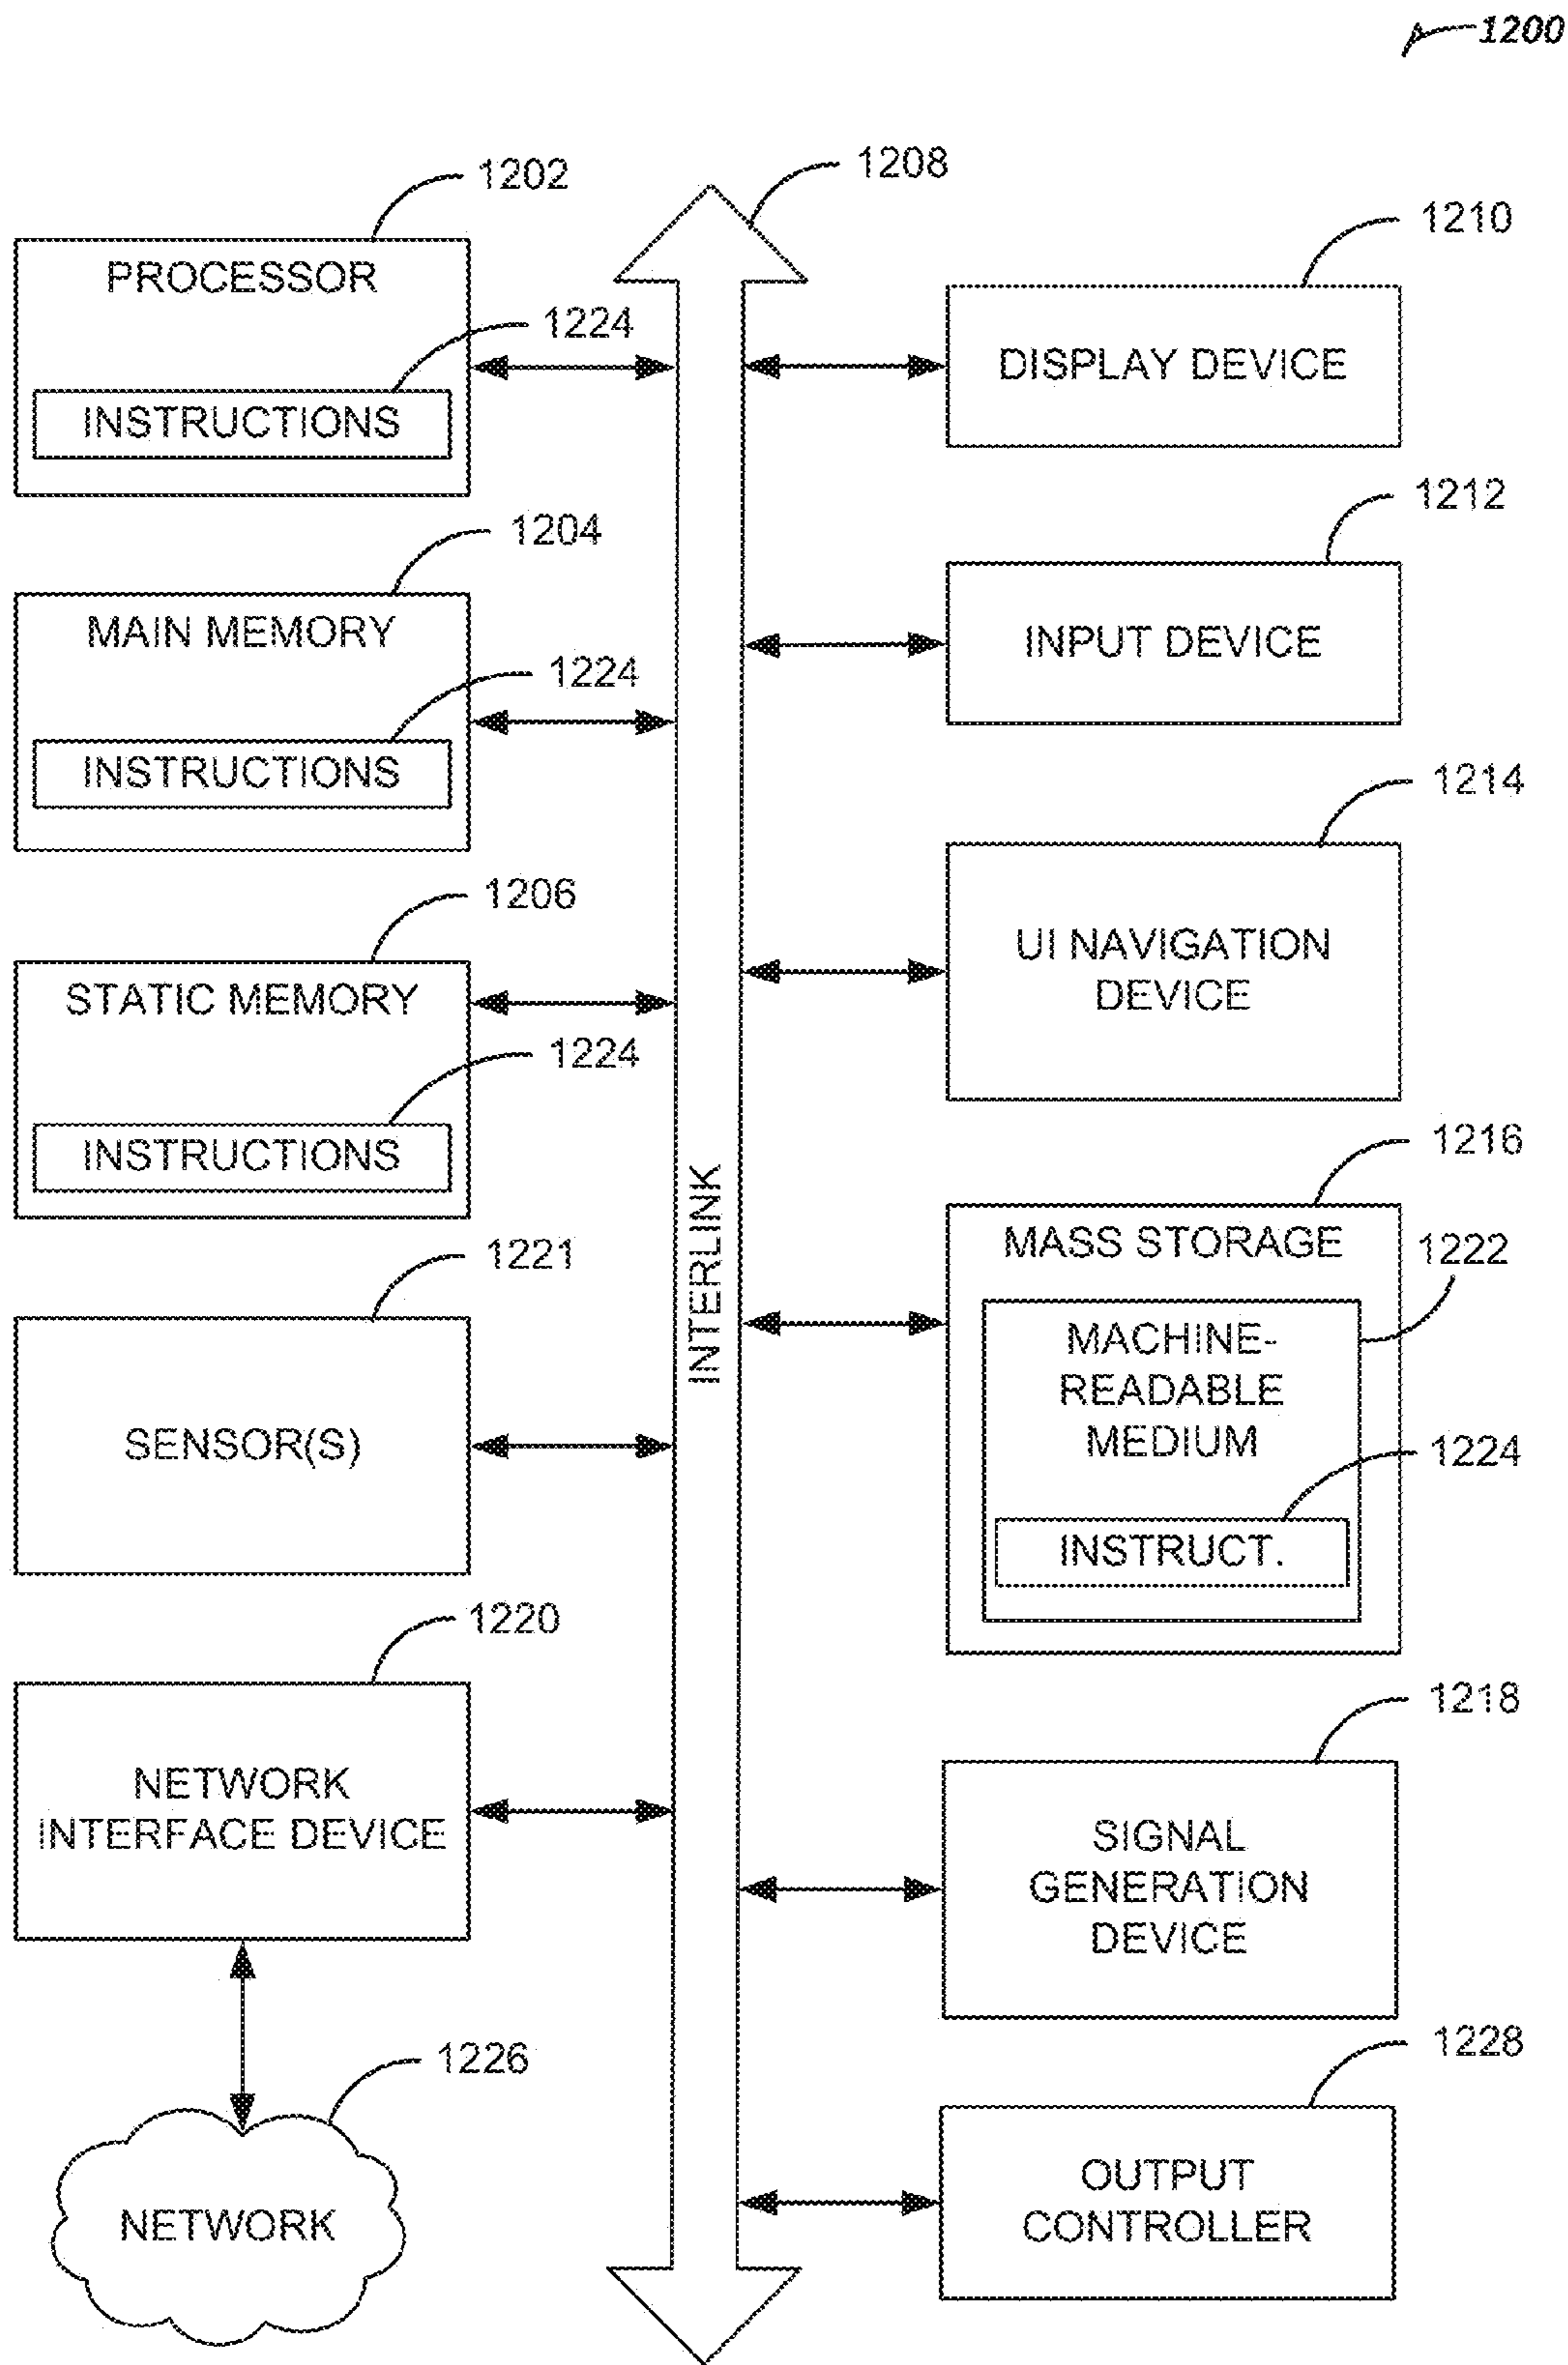 1200
1202
PROCESSOR
1224
INSTRUCTIONS
1204
MAIN MEMORY
1224
INSTRUCTIONS
1206
STATIC MEMORY
1224
INSTRUCTIONS
1221
SENSOR(S)
1220
NETWORK
INTERFACE DEVICE
1226
NETWORK
1208
INTERLINK
1210
DISPLAY DEVICE
1212
INPUT DEVICE
1214
UI NAVIGATION
DEVICE
1216
MASS STORAGE
1222
MACHINE-
READABLE
MEDIUM
1224
INSTRUCT.
1218
SIGNAL
GENERATION
DEVICE
1228
OUTPUT
CONTROLLER